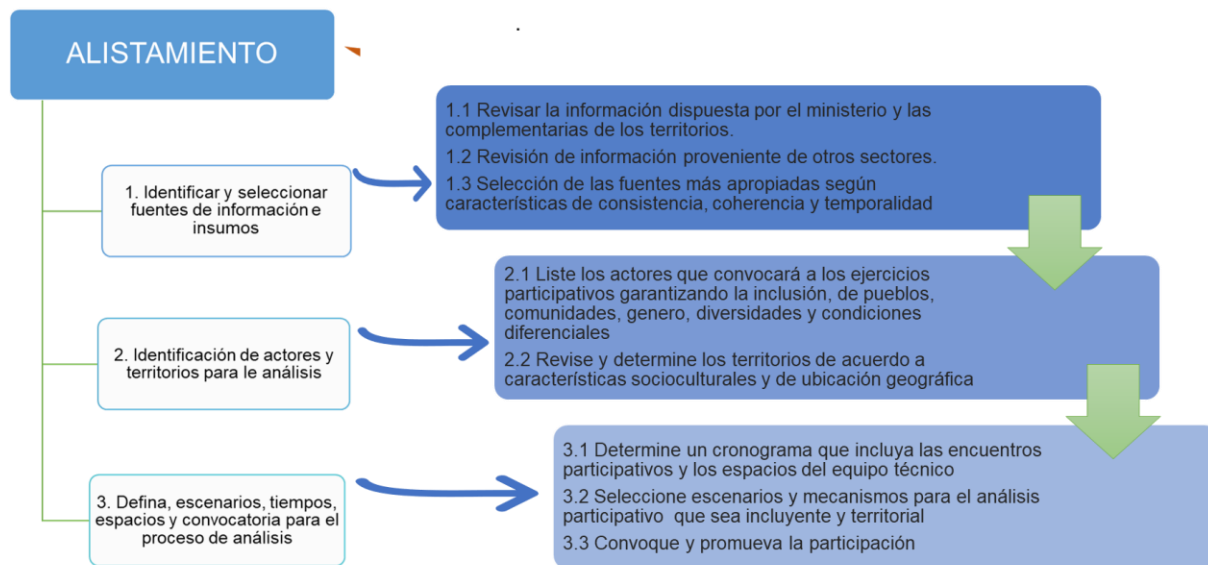 ALISTAMIENTO
1. Identificar y seleccionar
fuentes de información e
insumos
1.1 Revisar la información dispuesta por el ministerio y las
complementarias de los territorios.
1.2 Revisión de información proveniente de otros sectores.
1.3 Selección de las fuentes más apropiadas según
características de consistencia, coherencia y temporalidad
2. Identificación de actores y
territorios para le análisis
2.1 Liste los actores que convocará a los ejercicios
participativos garantizando la inclusión, de pueblos,
comunidades, genero, diversidades y condiciones
diferenciales
2.2 Revise y determine los territorios de acuerdo a
características socioculturales y de ubicación geográfica
3. Defina, escenarios, tiempos,
espacios y convocatoria para el
proceso de análisis
3.1 Determine un cronograma que incluya las encuentros
participativos y los espacios del equipo técnico
3.2 Seleccione escenarios y mecanismos para el análisis
participativo que sea incluyente y territorial
3.3 Convoque y promueva la participación